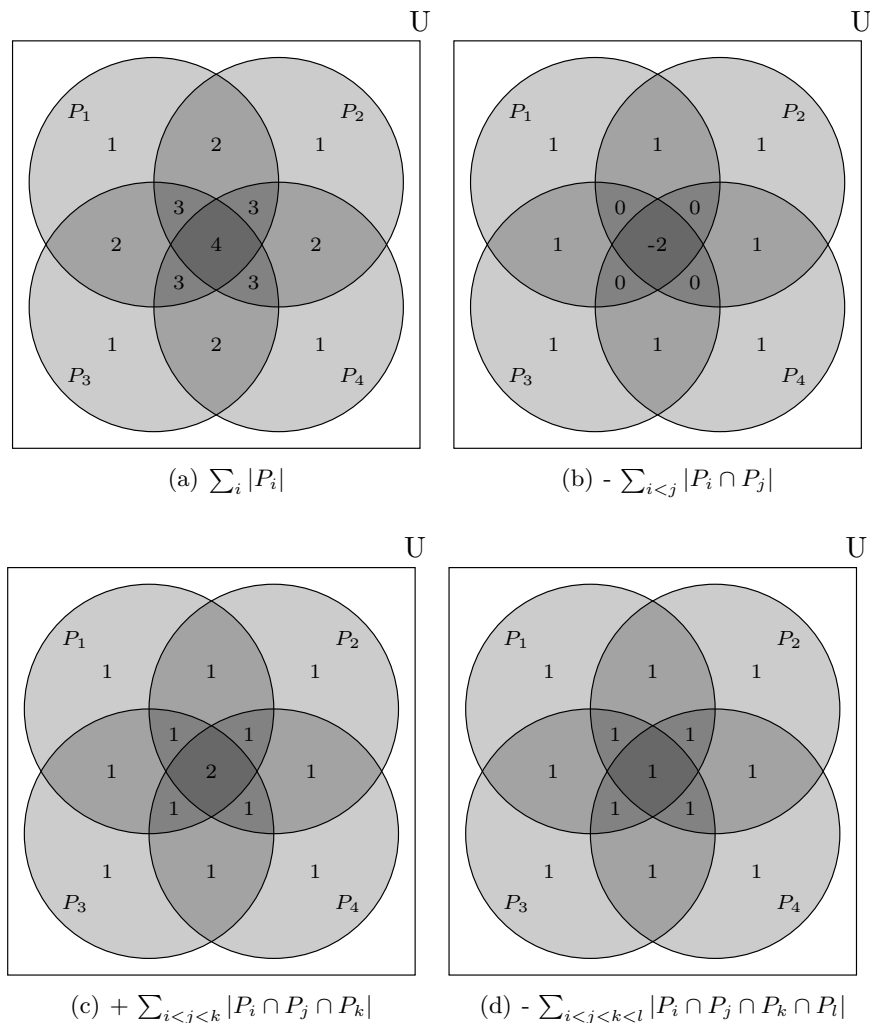 U U
P₁ P₂ P₁ P₂
1 2 1 1 1 1
3 3 0 0
2 4 2 1 -2 1
3 3 0 0
1 2 1 1 1 1
P₃ P₄ P₃ P₄
(a) ∑ᵢ |Pᵢ| (b) - ∑ᵢ<ⱼ |Pᵢ ∩ Pⱼ|
U U
P₁ P₂ P₁ P₂
1 1 1 1 1 1
1 1 1 1
1 2 1 1 1 1
1 1 1 1
1 1 1 1 1 1
P₃ P₄ P₃ P₄
(c) + ∑ᵢ<ⱼ<ₖ |Pᵢ ∩ Pⱼ ∩ Pₖ| (d) - ∑ᵢ<ⱼ<ₖ<ₗ |Pᵢ ∩ Pⱼ ∩ Pₖ ∩ Pₗ|